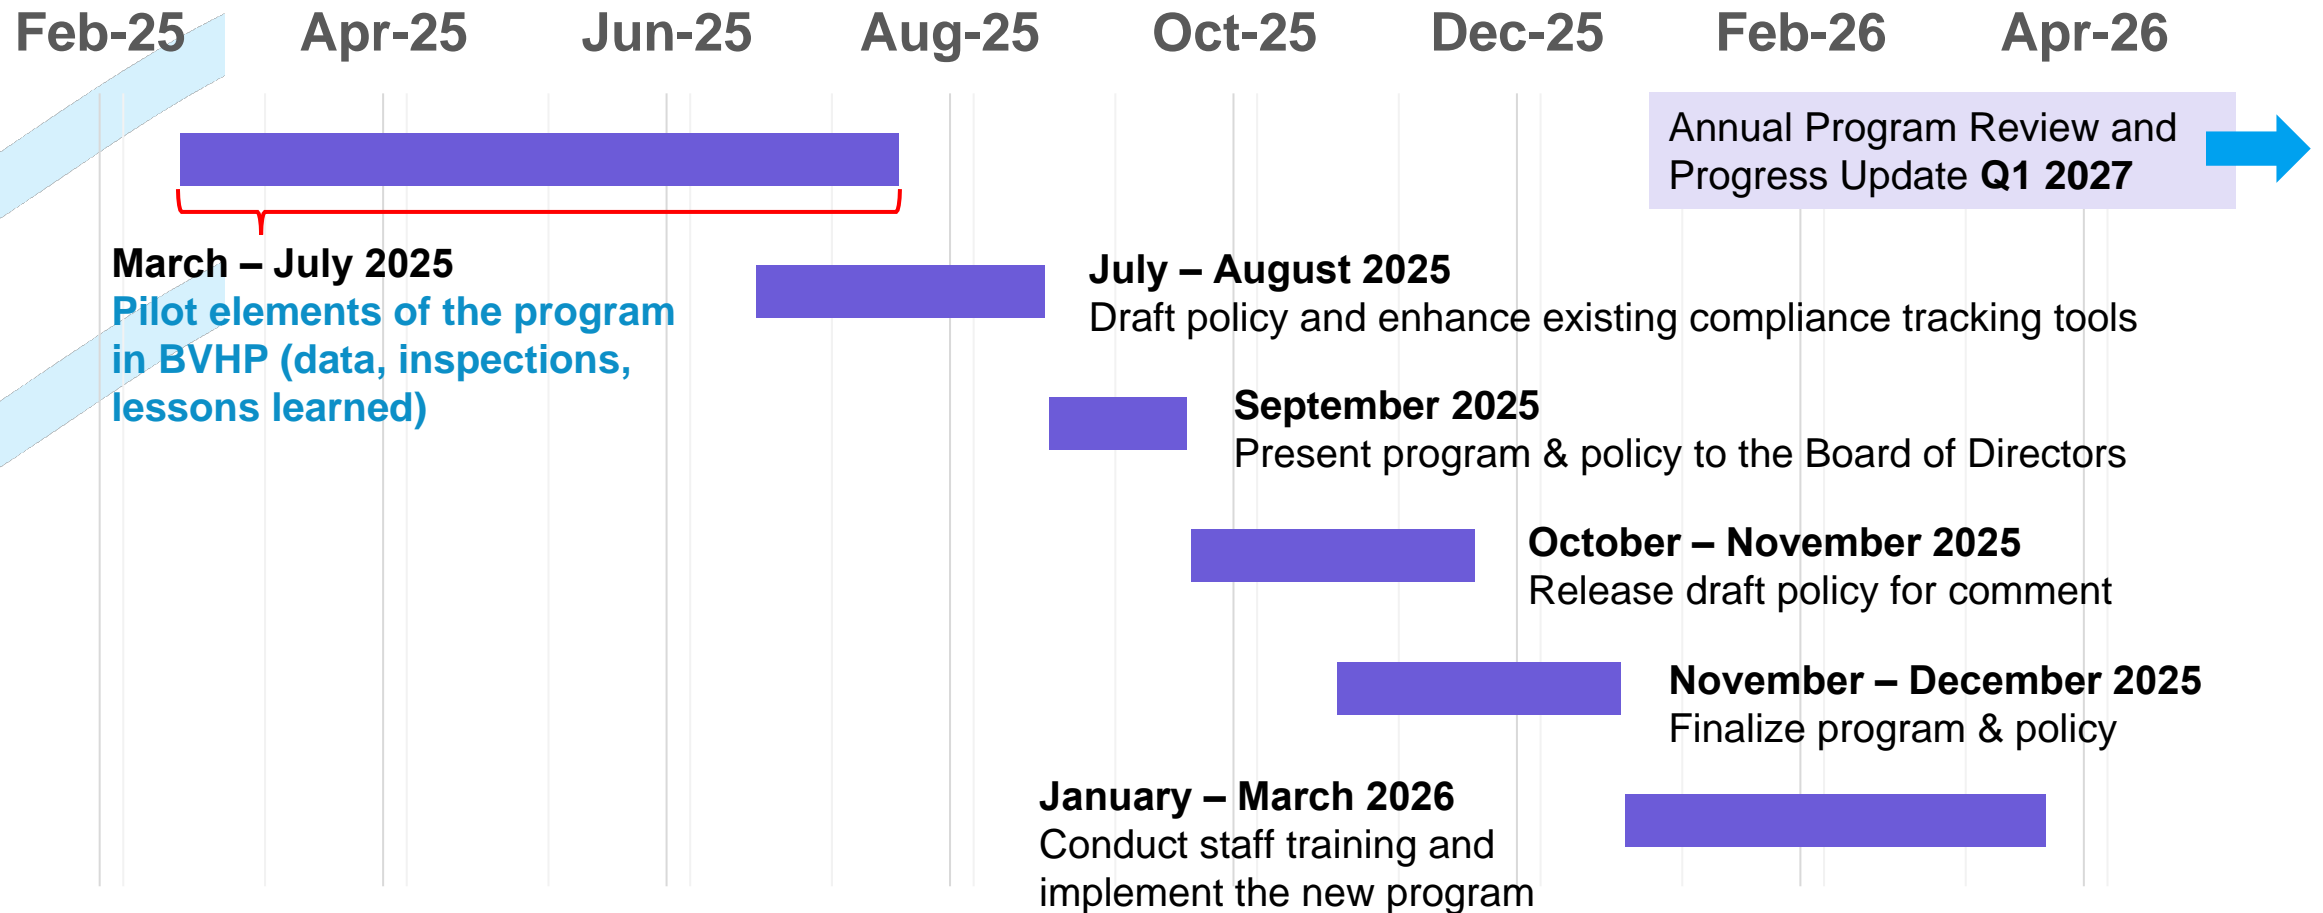 Feb-25 Apr-25 Jun-25 Aug-25 Oct-25 Dec-25 Feb-26 Apr-26
Annual Program Review and
Progress Update Q1 2027
March – July 2025
Pilot elements of the program
in BVHP (data, inspections,
lessons learned)
July – August 2025
Draft policy and enhance existing compliance tracking tools
September 2025
Present program & policy to the Board of Directors
October – November 2025
Release draft policy for comment
November – December 2025
Finalize program & policy
January – March 2026
Conduct staff training and
implement the new program